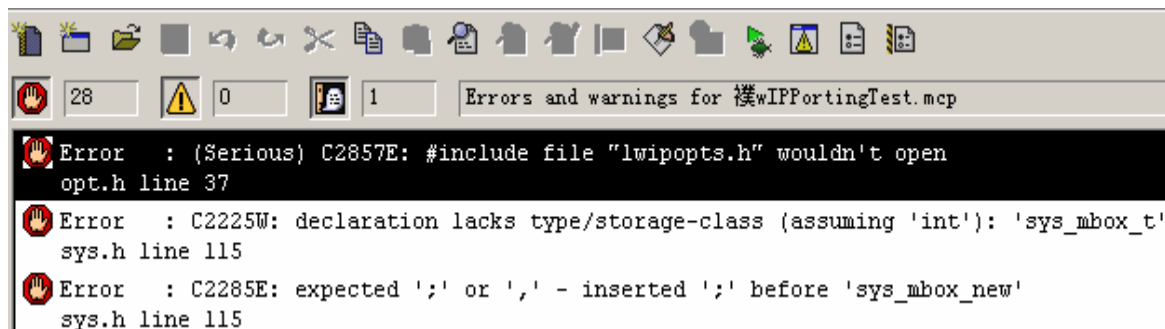 28
0
1
Errors and warnings for 襥wIPPortingTest.mcp
Error : (Serious) C2857E: #include file "lwipopts.h" wouldn't open
opt.h line 37
Error : C2225W: declaration lacks type/storage-class (assuming 'int'): 'sys_mbox_t'
sys.h line 115
Error : C2285E: expected ';' or ',' - inserted ';' before 'sys_mbox_new'
sys.h line 115